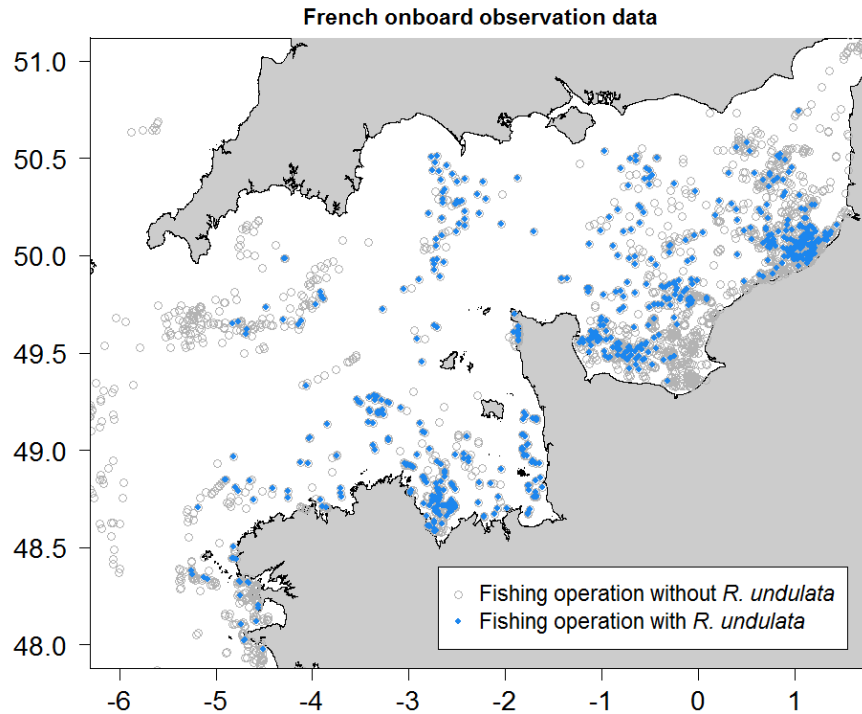 French onboard observation data
51.0
50.5
50.0
49.5
49.0
48.5
48.0
Fishing operation without R. undulata
Fishing operation with R. undulata
-6 -5 -4 -3 -2 -1 0 1